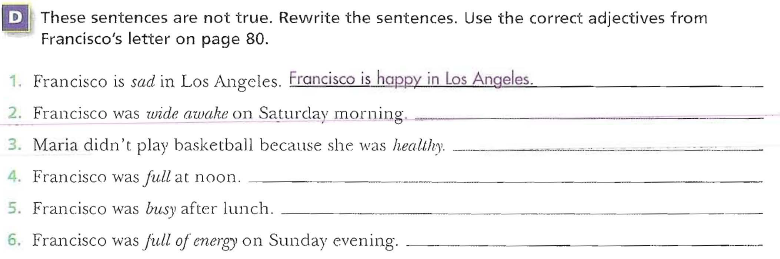 D These sentences are not true. Rewrite the sentences. Use the correct adjectives from
Francisco's letter on page 80.
1. Francisco is sad in Los Angeles. Francisco is happy in Los Angeles.
2. Francisco was wide awake on Saturday morning.
3. Maria didn't play basketball because she was healthy.
4. Francisco was full at noon.
5. Francisco was busy after lunch.
6. Francisco was full of energy on Sunday evening.